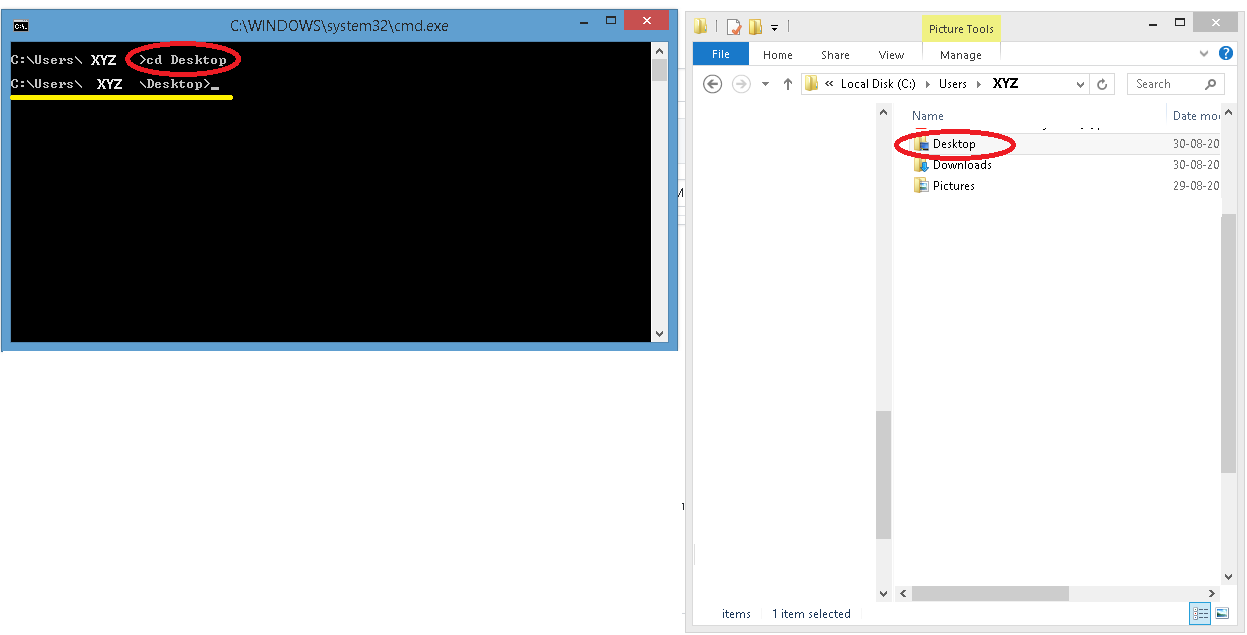 C:\WINDOWS\system32\cmd.exe
C:\Users\ XYZ >cd Desktop
C:\Users\ XYZ \Desktop>_
Picture Tools
File Home Share View Manage
« Local Disk (C:) Users XYZ
Search
Name Date mo
Desktop 30-08-20
Downloads 30-08-20
Pictures 29-08-20
items 1 item selected